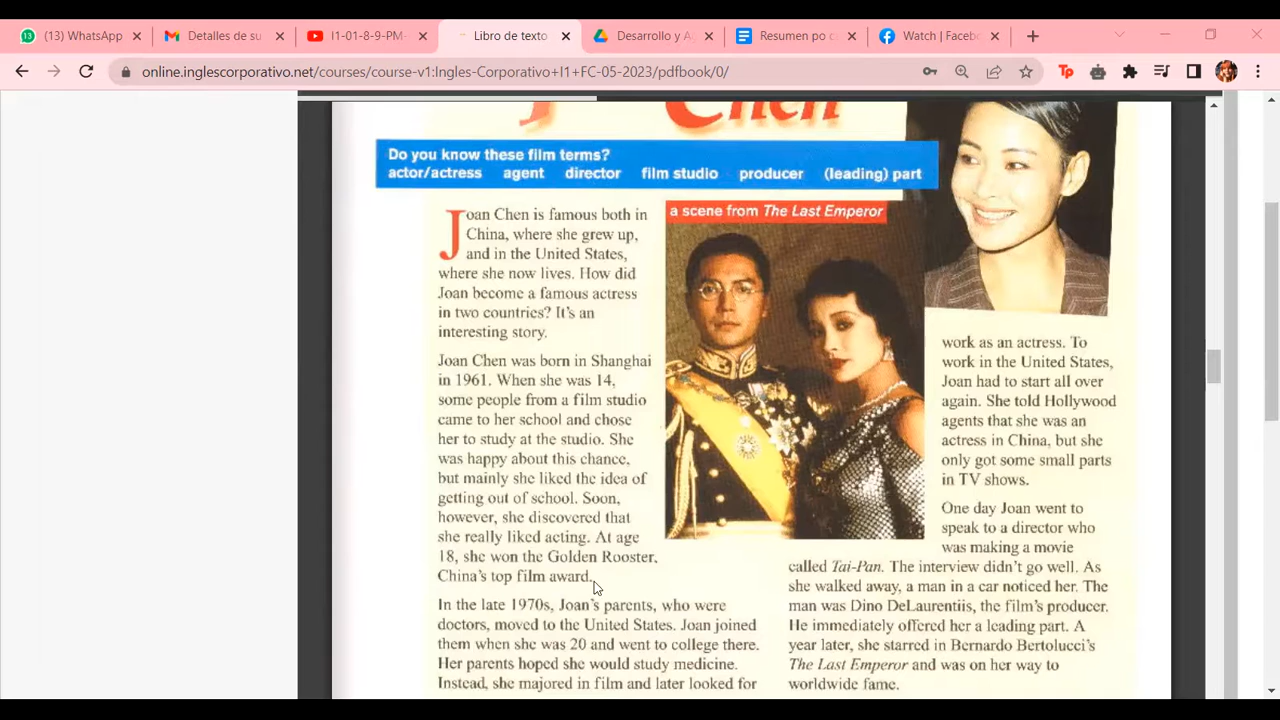 (13) WhatsApp
Detalles de su
I1-01-8-9-PM-
Libro de texto
Desarrollo y A
Resumen po c
Watch | Faceb
online.inglescorporativo.net/courses/course-v1:Ingles-Corporativo+I1+FC-05-2023/pdfbook/0/
Chen
Do you know these film terms?
actor/actress agent director film studio producer (leading) part
Joan Chen is famous both in
China, where she grew up,
and in the United States,
where she now lives. How did
Joan become a famous actress
in two countries? It's an
interesting story.
Joan Chen was born in Shanghai
in 1961. When she was 14,
some people from a film studio
came to her school and chose
her to study at the studio. She
was happy about this chance,
but mainly she liked the idea of
getting out of school. Soon,
however, she discovered that
she really liked acting. At age
18, she won the Golden Rooster,
China's top film award.
In the late 1970s, Joan's parents, who were
doctors, moved to the United States. Joan joined
them when she was 20 and went to college there.
Her parents hoped she would study medicine.
Instead, she majored in film and later looked for
a scene from The Last Emperor
work as an actress. To
work in the United States,
Joan had to start all over
again. She told Hollywood
agents that she was an
actress in China, but she
only got some small parts
in TV shows.
One day Joan went to
speak to a director who
was making a movie
called Tai-Pan. The interview didn't go well. As
she walked away, a man in a car noticed her. The
man was Dino DeLaurentiis, the film's producer.
He immediately offered her a leading part. A
year later, she starred in Bernardo Bertolucci's
The Last Emperor and was on her way to
worldwide fame.